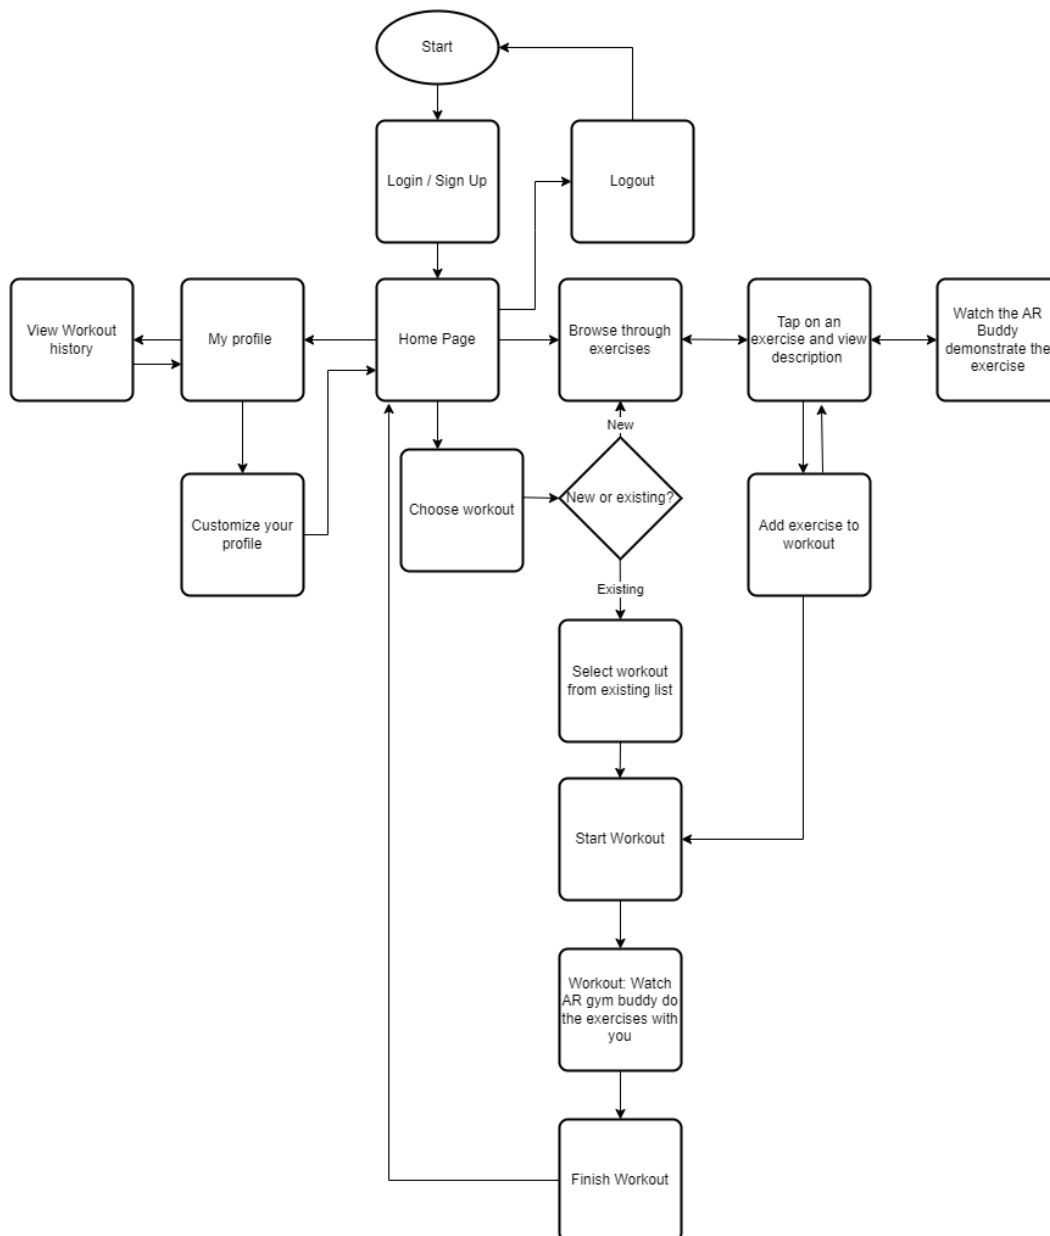 Start
Login / Sign Up
Logout
View Workout
history
My profile
Home Page
Browse through
exercises
Tap on an
exercise and view
description
Watch the AR
Buddy
demonstrate the
exercise
New
Customize your
profile
Choose workout
New or existing?
Add exercise to
workout
Existing
Select workout
from existing list
Start Workout
Workout: Watch
AR gym buddy do
the exercises with
you
Finish Workout